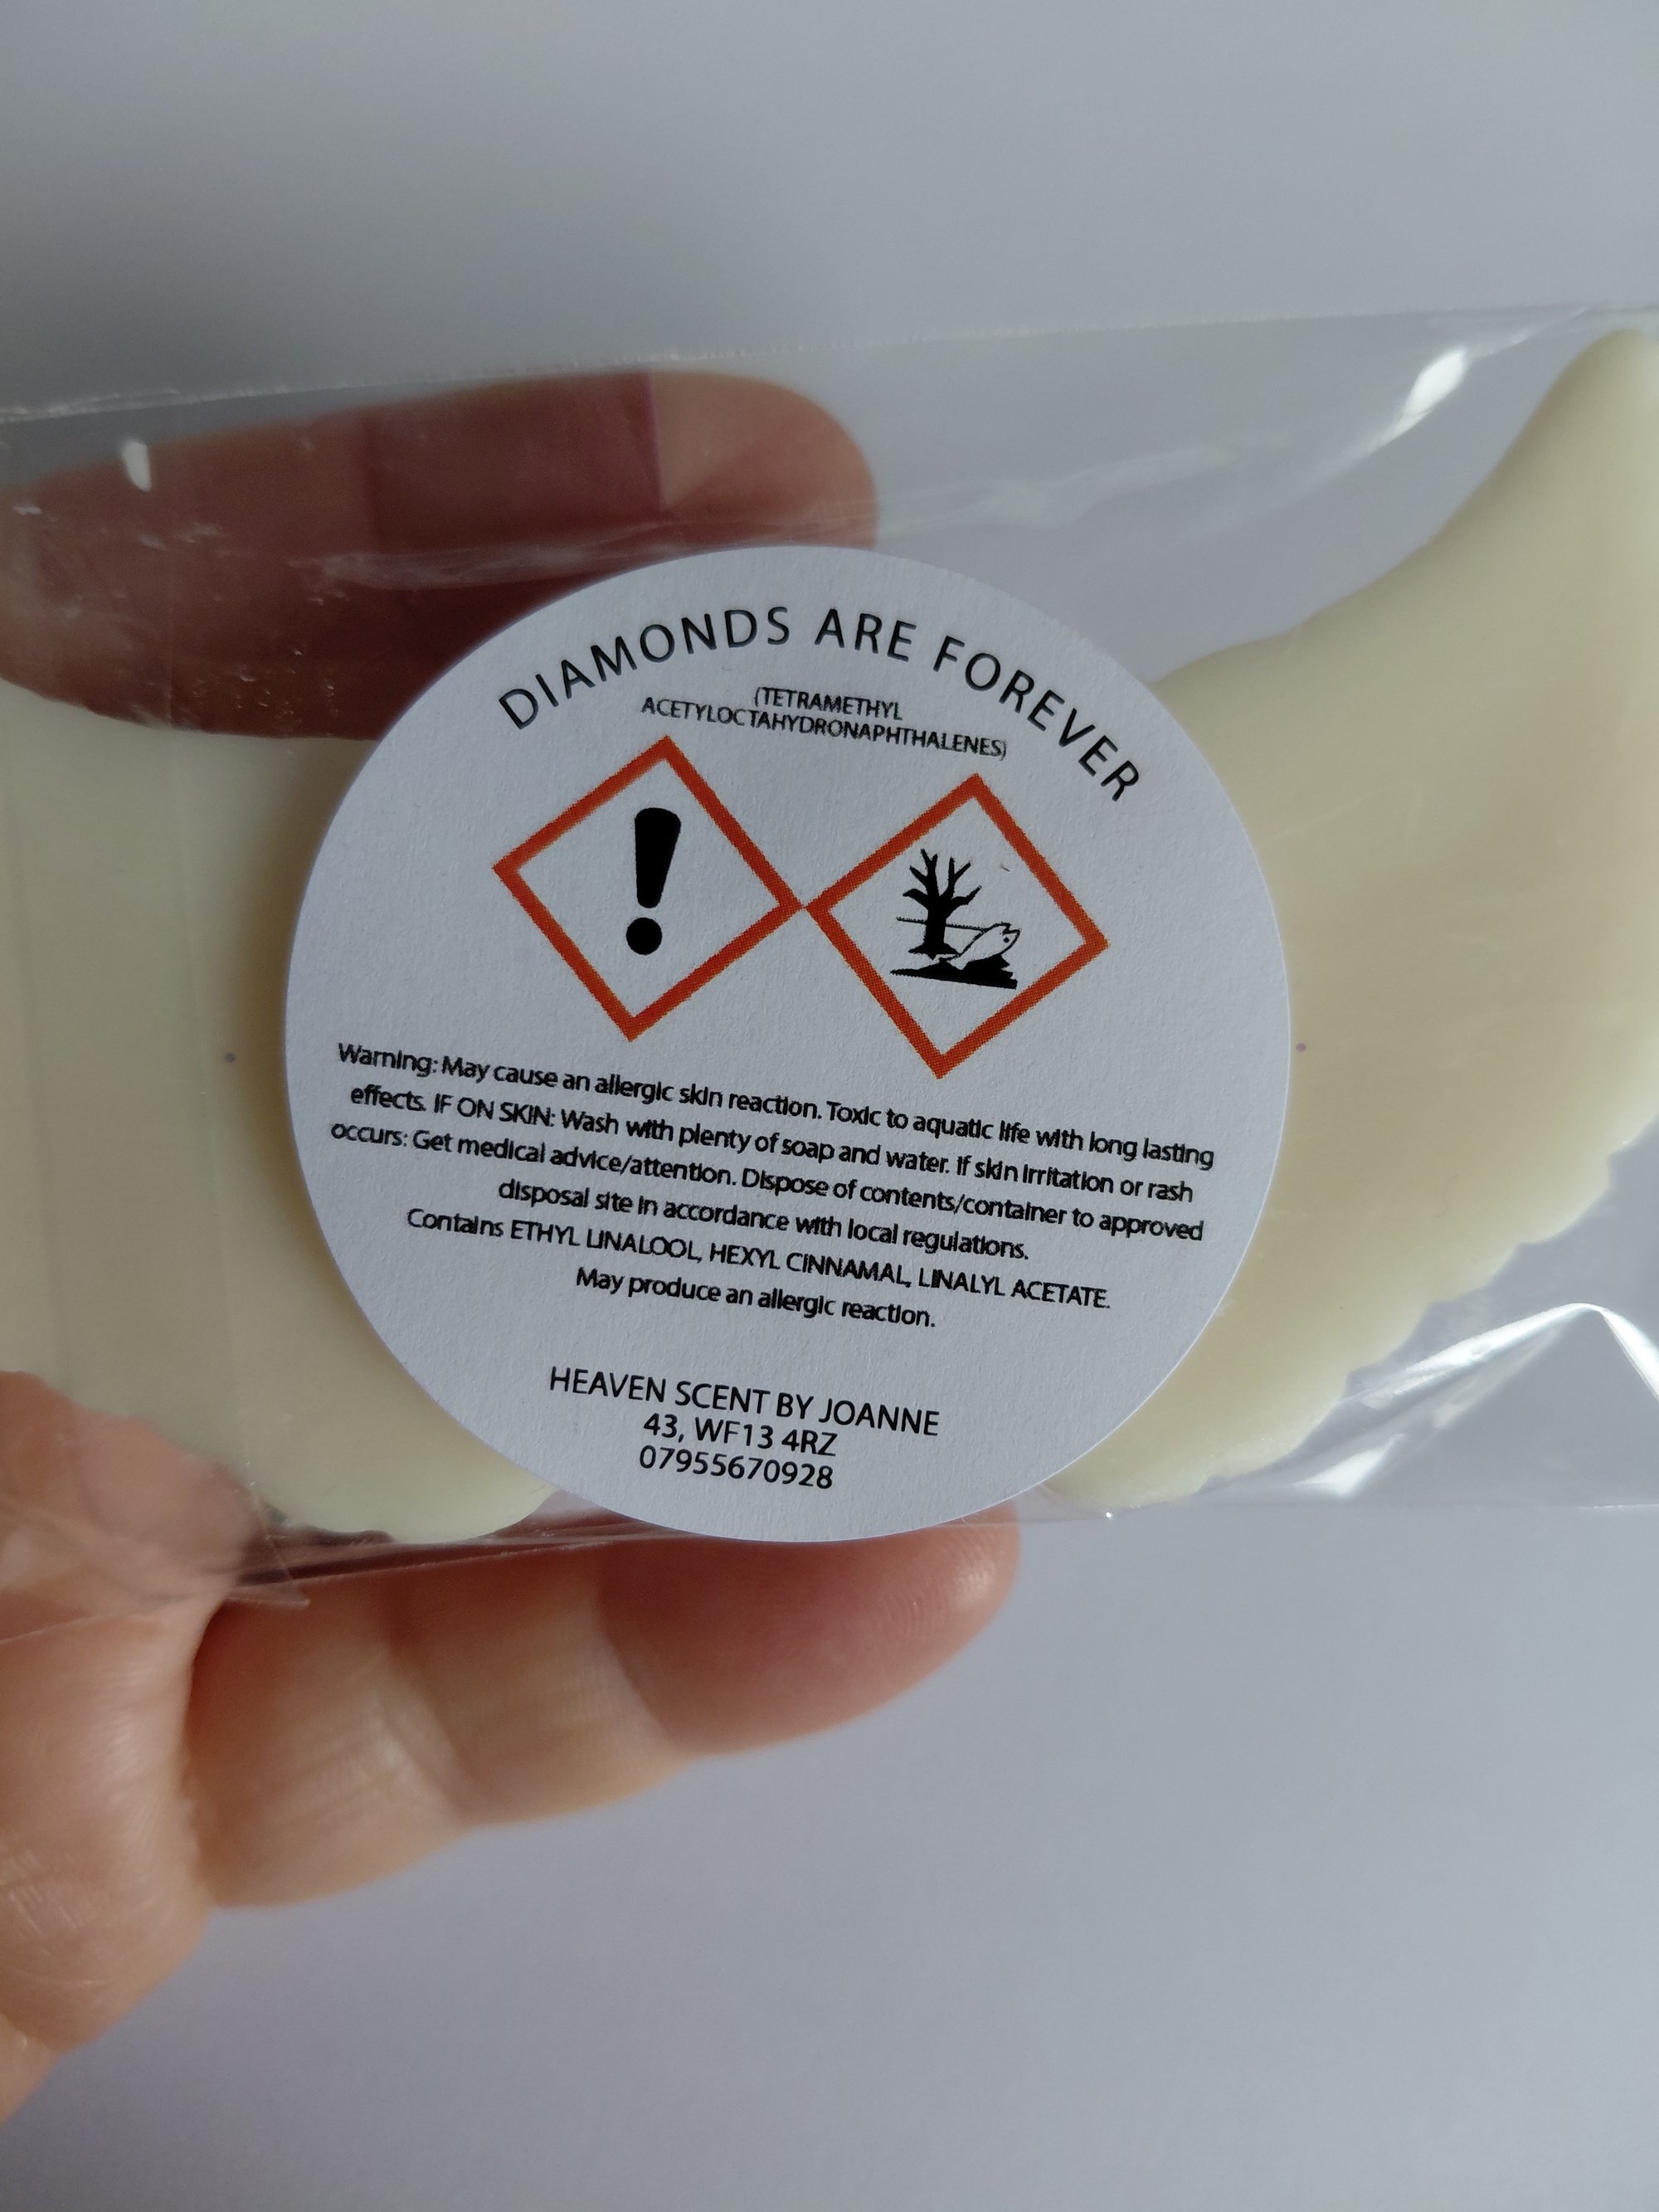 DIAMONDS ARE FOREVER
(TETRAMETHYL
ACETYLOCTAHYDRONAPHTHALENES)
Warning: May cause an allergic skin reaction. Toxic to aquatic life with long lasting
effects. IF ON SKIN: Wash with plenty of soap and water. If skin irritation or rash
occurs: Get medical advice/attention. Dispose of contents/container to approved
disposal site in accordance with local regulations.
Contains ETHYL LINALOOL, HEXYL CINNAMAL, LINALYL ACETATE.
May produce an allergic reaction.
HEAVEN SCENT BY JOANNE
43, WF13 4RZ
07955670928